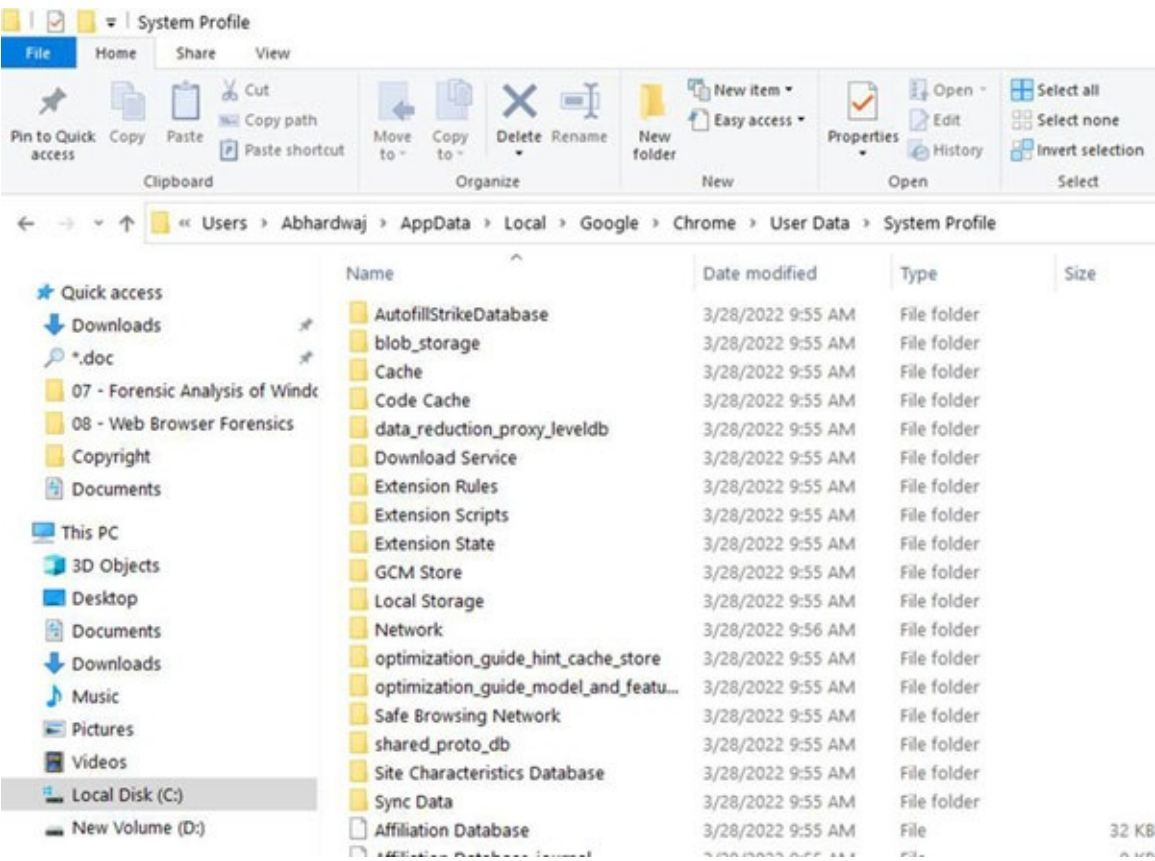 System Profile
File Home Share View
Pin to Quick access
Copy
Paste
Cut
Copy path
Paste shortcut
Clipboard
Move to
Copy to
Delete
Rename
Organize
New folder
New item
Easy access
New
Properties
Open
Edit
History
Open
Select all
Select none
Invert selection
Select
« Users › Abhardwaj › AppData › Local › Google › Chrome › User Data › System Profile
Quick access
Downloads
*.doc
07 - Forensic Analysis of Windo
08 - Web Browser Forensics
Copyright
Documents
This PC
3D Objects
Desktop
Documents
Downloads
Music
Pictures
Videos
Local Disk (C:)
New Volume (D:)
Name Date modified Type Size
AutofillStrikeDatabase 3/28/2022 9:55 AM File folder
blob_storage 3/28/2022 9:55 AM File folder
Cache 3/28/2022 9:55 AM File folder
Code Cache 3/28/2022 9:55 AM File folder
data_reduction_proxy_leveldb 3/28/2022 9:55 AM File folder
Download Service 3/28/2022 9:55 AM File folder
Extension Rules 3/28/2022 9:55 AM File folder
Extension Scripts 3/28/2022 9:55 AM File folder
Extension State 3/28/2022 9:55 AM File folder
GCM Store 3/28/2022 9:55 AM File folder
Local Storage 3/28/2022 9:55 AM File folder
Network 3/28/2022 9:56 AM File folder
optimization_guide_hint_cache_store 3/28/2022 9:55 AM File folder
optimization_guide_model_and_featu... 3/28/2022 9:55 AM File folder
Safe Browsing Network 3/28/2022 9:55 AM File folder
shared_proto_db 3/28/2022 9:55 AM File folder
Site Characteristics Database 3/28/2022 9:55 AM File folder
Sync Data 3/28/2022 9:55 AM File folder
Affiliation Database 3/28/2022 9:55 AM File 32 KB